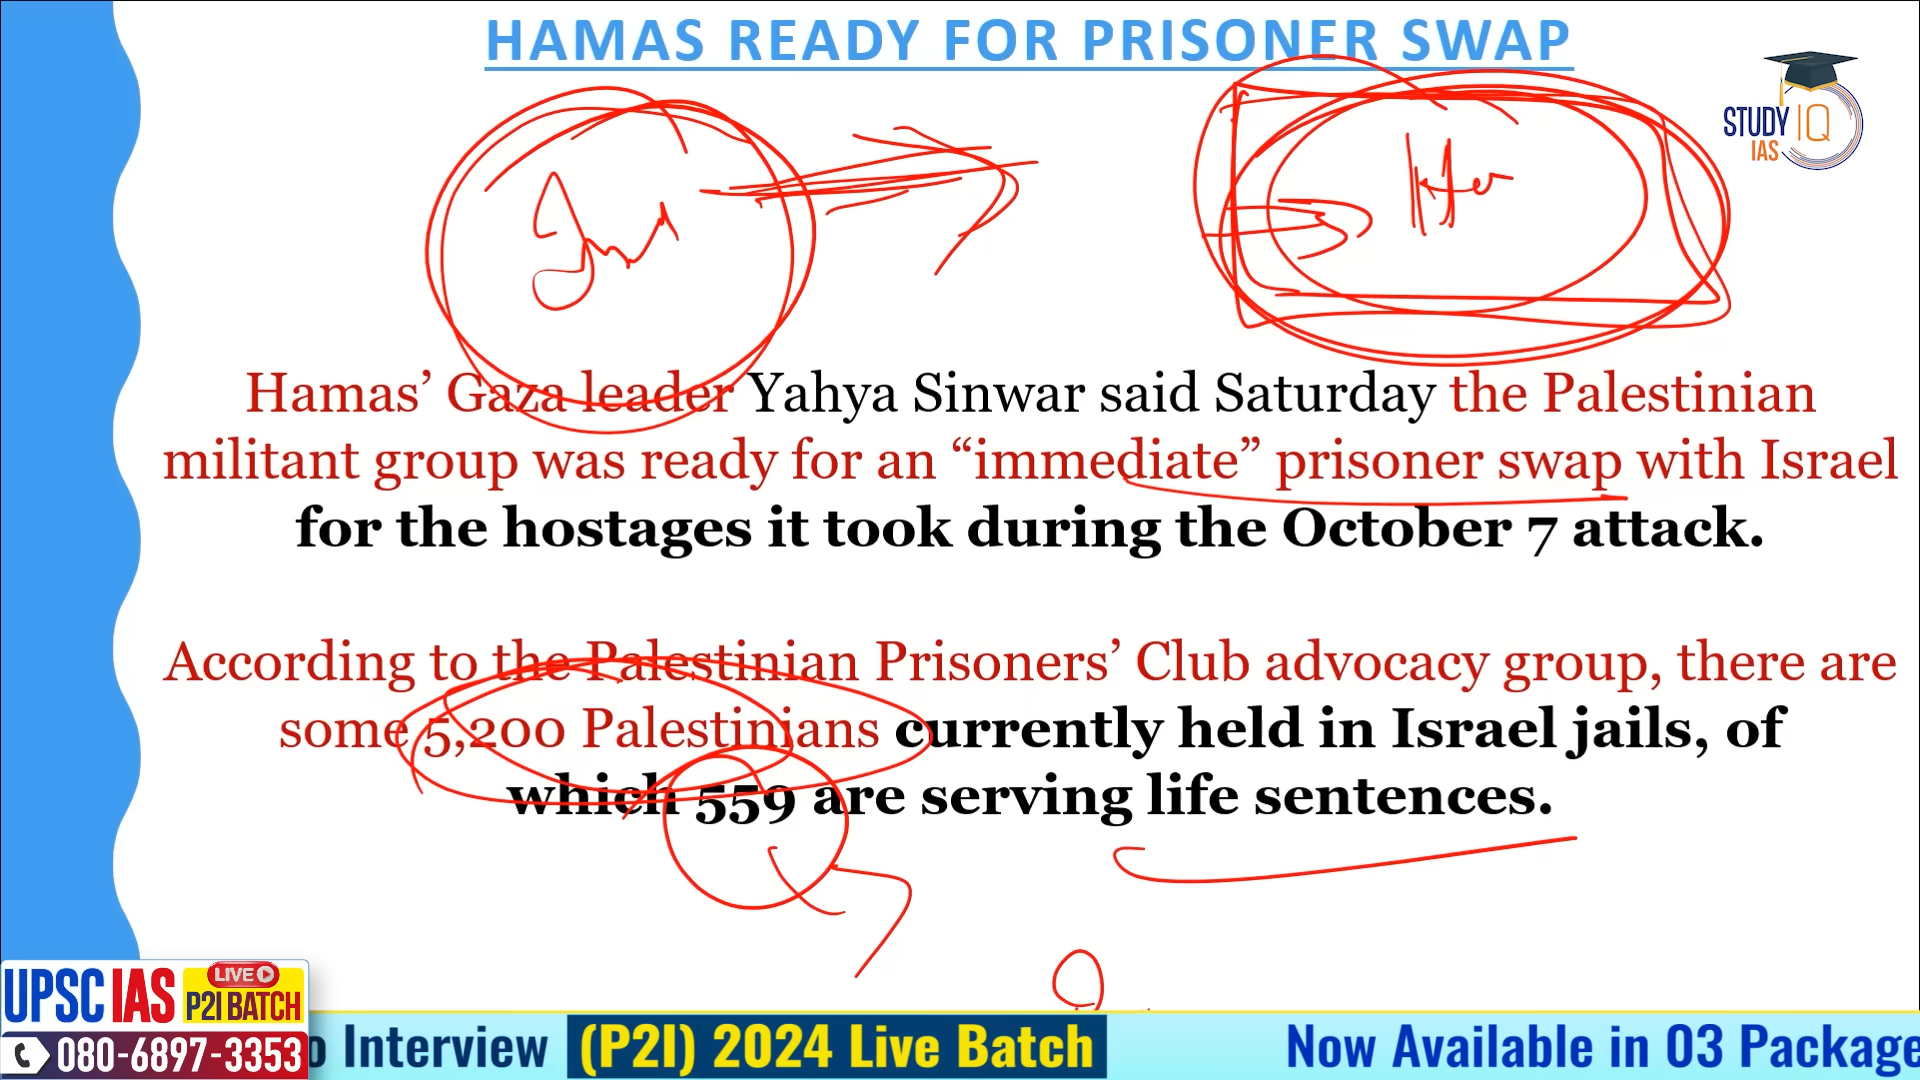 HAMAS READY FOR PRISONER SWAP
STUDY IQ
IAS
Hamas’ Gaza leader Yahya Sinwar said Saturday the Palestinian
militant group was ready for an “immediate” prisoner swap with Israel
for the hostages it took during the October 7 attack.
According to the Palestinian Prisoners’ Club advocacy group, there are
some 5,200 Palestinians currently held in Israel jails, of
which 559 are serving life sentences.
UPSC IAS LIVE P2I BATCH
080-6897-3353
o Interview (P2I) 2024 Live Batch Now Available in 03 Package